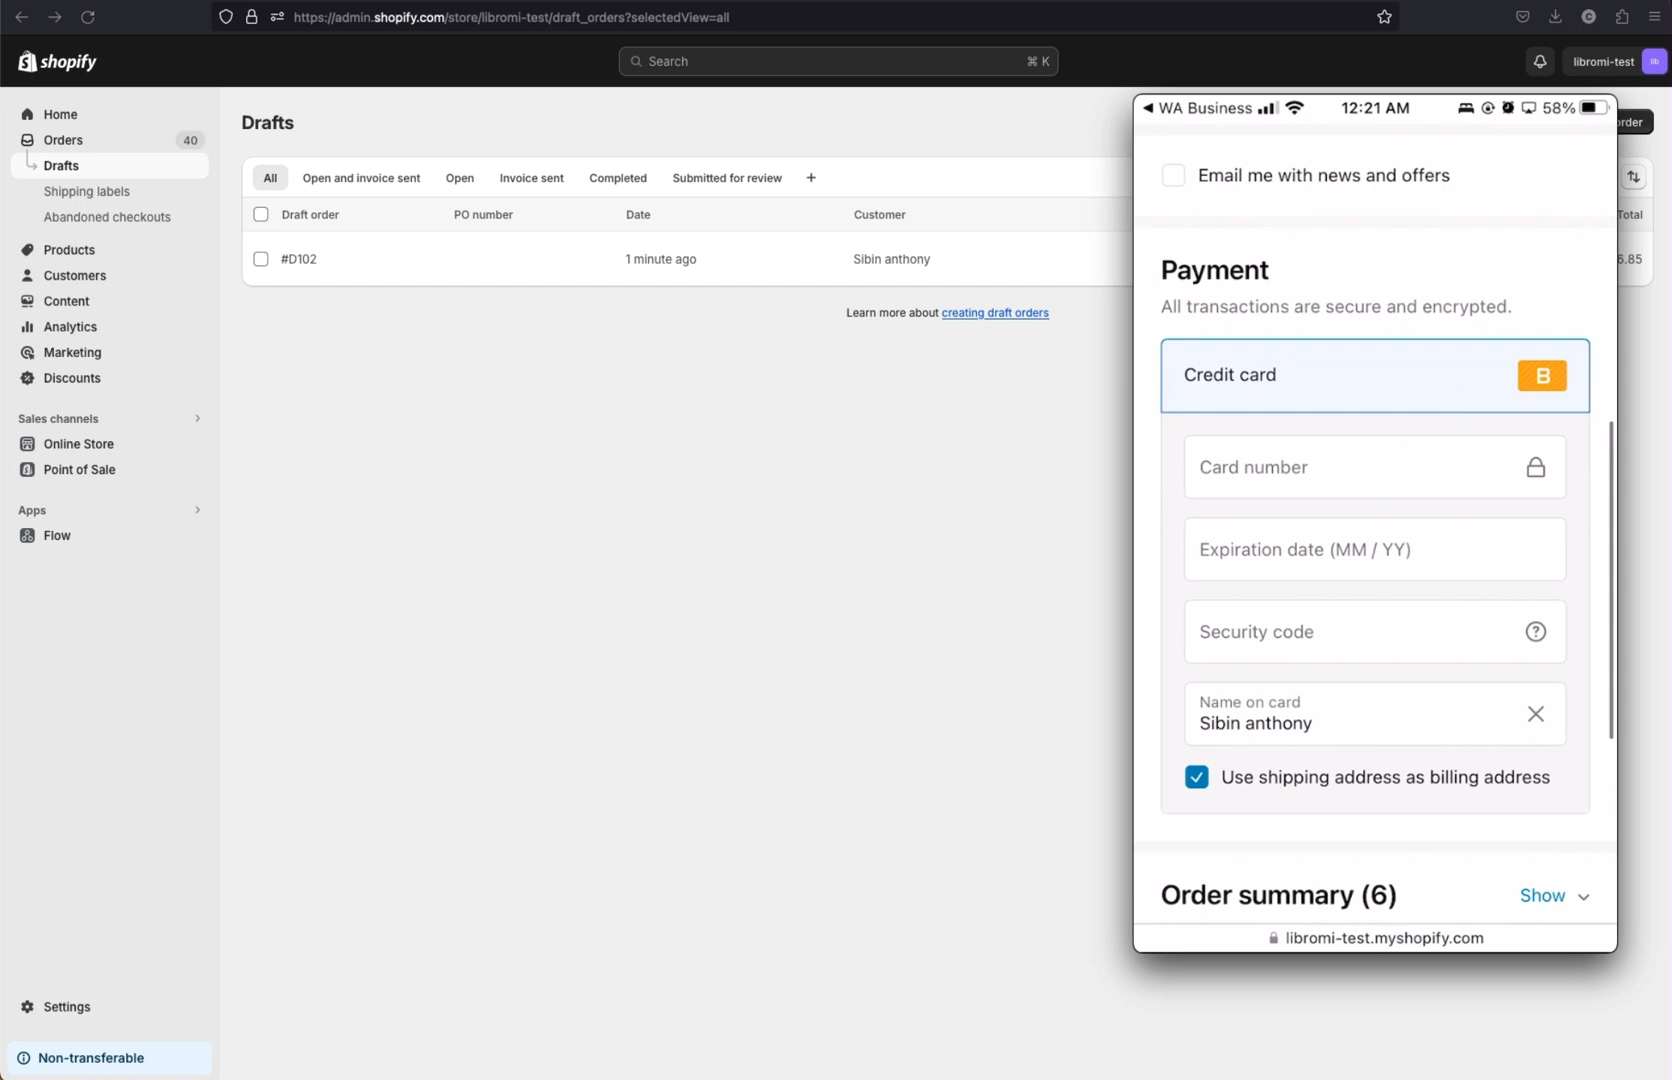 https://admin.shopify.com/store/libromi-test/draft_orders?selectedView=all
shopify
Search
⌘ K
libromi-test
lib
Home
Orders
40
Drafts
Shipping labels
Abandoned checkouts
Products
Customers
Content
Analytics
Marketing
Discounts
Sales channels
Online Store
Point of Sale
Apps
Flow
Settings
Non-transferable
Drafts
order
All
Open and invoice sent
Open
Invoice sent
Completed
Submitted for review
+
Draft order
PO number
Date
Customer
Total
#D102
1 minute ago
Sibin anthony
6.85
Learn more about creating draft orders
WA Business
12:21 AM
58%
Email me with news and offers
Payment
All transactions are secure and encrypted.
Credit card
B
Card number
Expiration date (MM / YY)
Security code
?
Name on card
Sibin anthony
Use shipping address as billing address
Order summary (6)
Show
libromi-test.myshopify.com